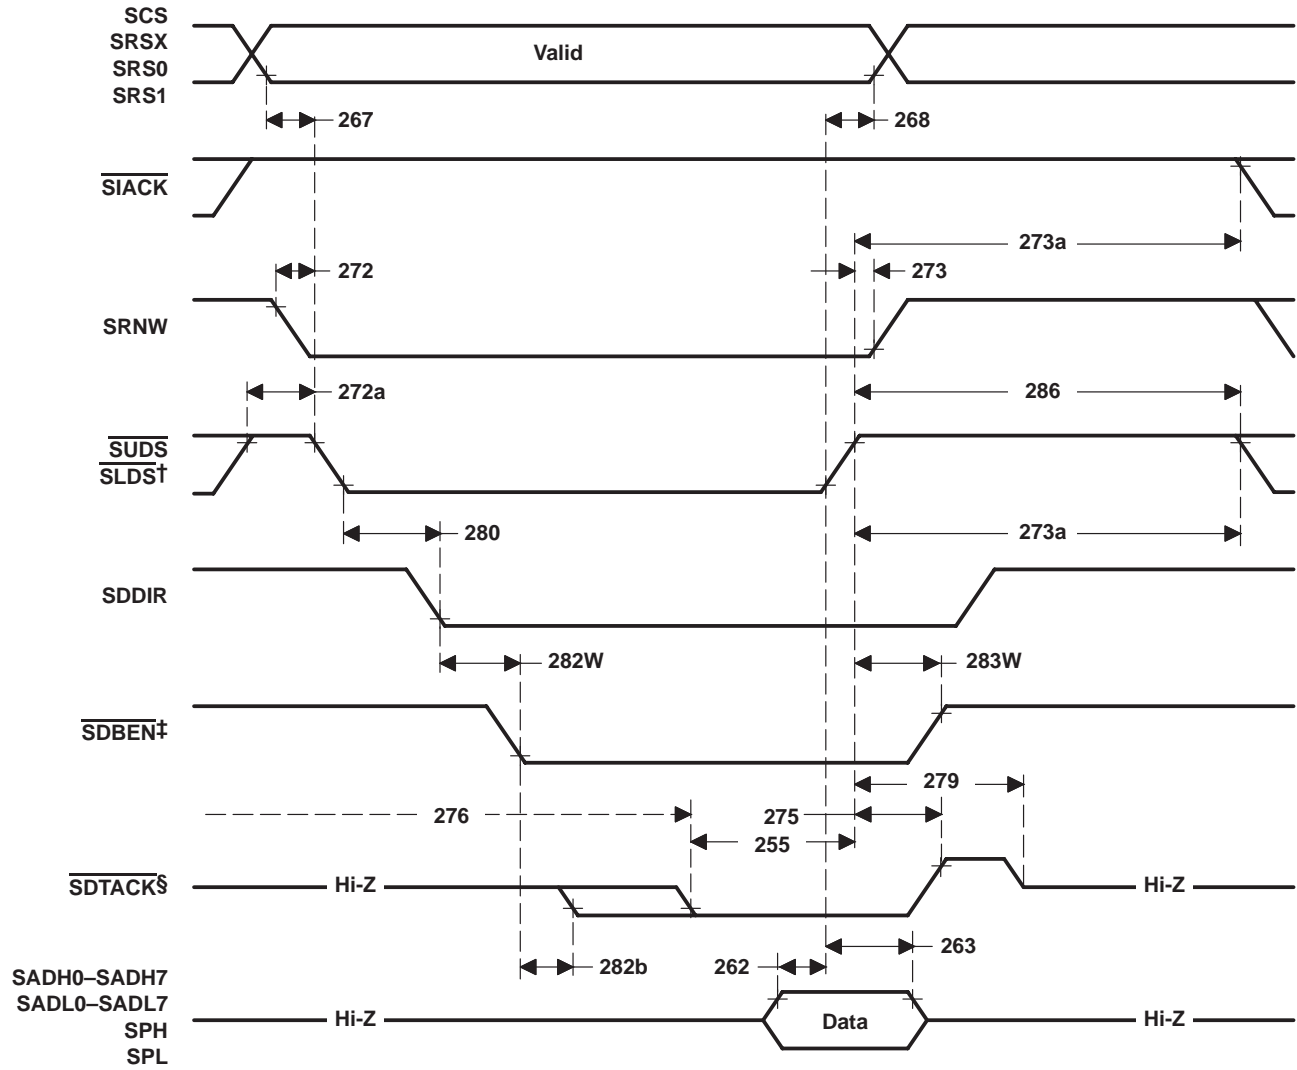 SCS
SRSX
SRS0
SRS1
Valid
267
268
SIACK
273a
272
273
SRNW
272a
286
SUDS
SLDS†
280
273a
SDDIR
282W
283W
SDBEN‡
279
276
275
255
SDTACK§
Hi-Z
Hi-Z
263
282b
262
SADH0–SADH7
SADL0–SADL7
SPH
SPL
Hi-Z
Data
Hi-Z